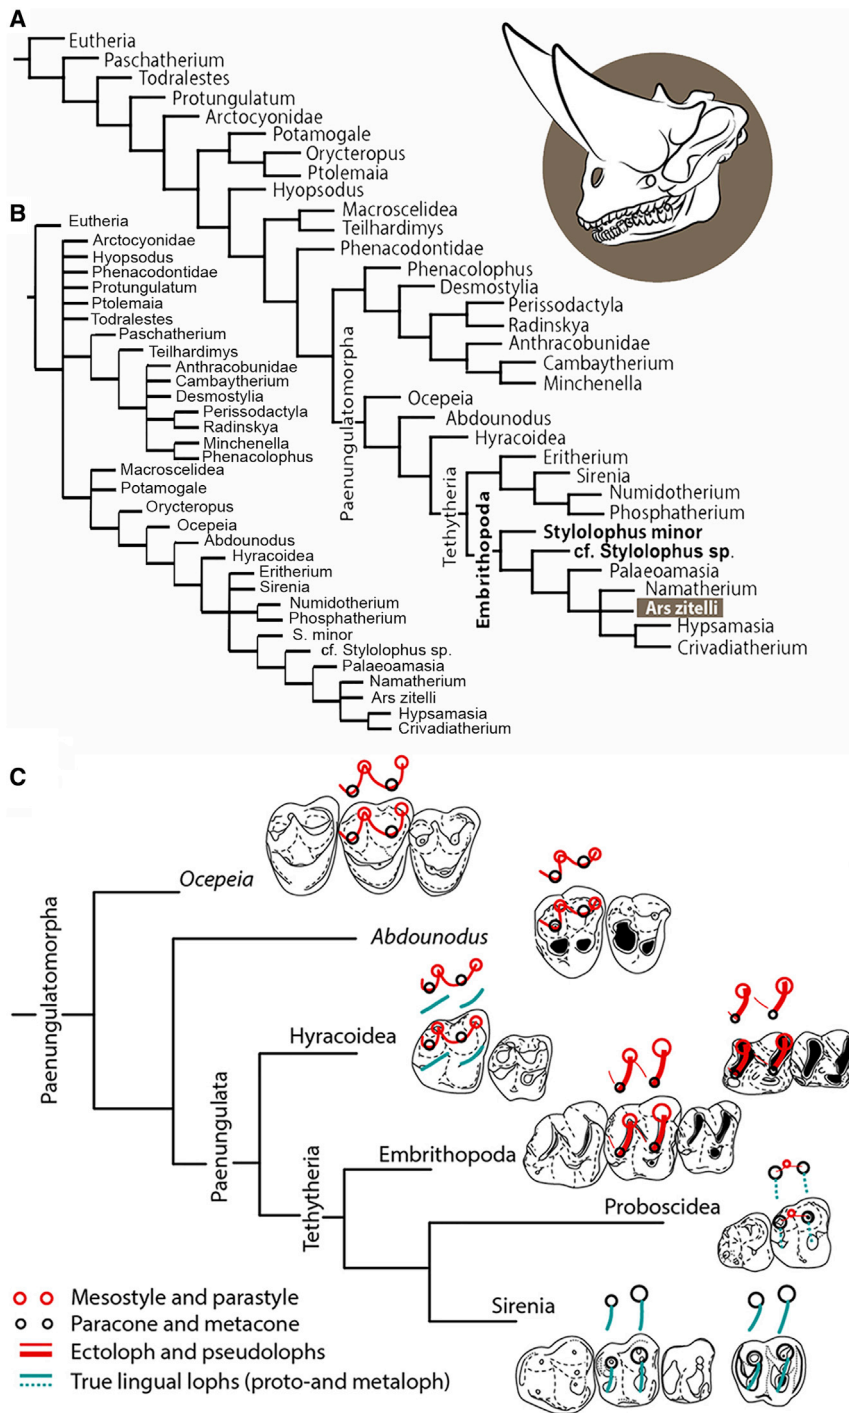 A
Eutheria
Paschatherium
Todralestes
Protungulatum
Arctocyonidae
Potamogale
Orycteropus
Ptolemaia
Hyopsodus
Macroscelidea
Teilhardimys
Phenacodontidae
Phenacolophus
Desmostylia
Perissodactyla
Radinskya
Anthracobunidae
Cambaytherium
Minchenella
Paenungulatomorpha
Ocepeia
Abdounodus
Hyracoidea
Tethytheria
Eritherium
Sirenia
Numidotherium
Phosphatherium
Embrithopoda
Stylolophus minor
cf. Stylolophus sp.
Palaeoamasia
Namatherium
Ars zitelli
Hypsamasia
Crivadiatherium
B
Eutheria
Arctocyonidae
Hyopsodus
Phenacodontidae
Protungulatum
Ptolemaia
Todralestes
Paschatherium
Teilhardimys
Anthracobunidae
Cambaytherium
Desmostylia
Perissodactyla
Radinskya
Minchenella
Phenacolophus
Macroscelidea
Potamogale
Orycteropus
Ocepeia
Abdounodus
Hyracoidea
Eritherium
Sirenia
Numidotherium
Phosphatherium
S. minor
cf. Stylolophus sp.
Palaeoamasia
Namatherium
Ars zitelli
Hypsamasia
Crivadiatherium
C
Paenungulatomorpha
Ocepeia
Abdounodus
Paenungulata
Hyracoidea
Tethytheria
Embrithopoda
Proboscidea
Sirenia
Mesostyle and parastyle
Paracone and metacone
Ectoloph and pseudolophs
True lingual lophs (proto-and metaloph)